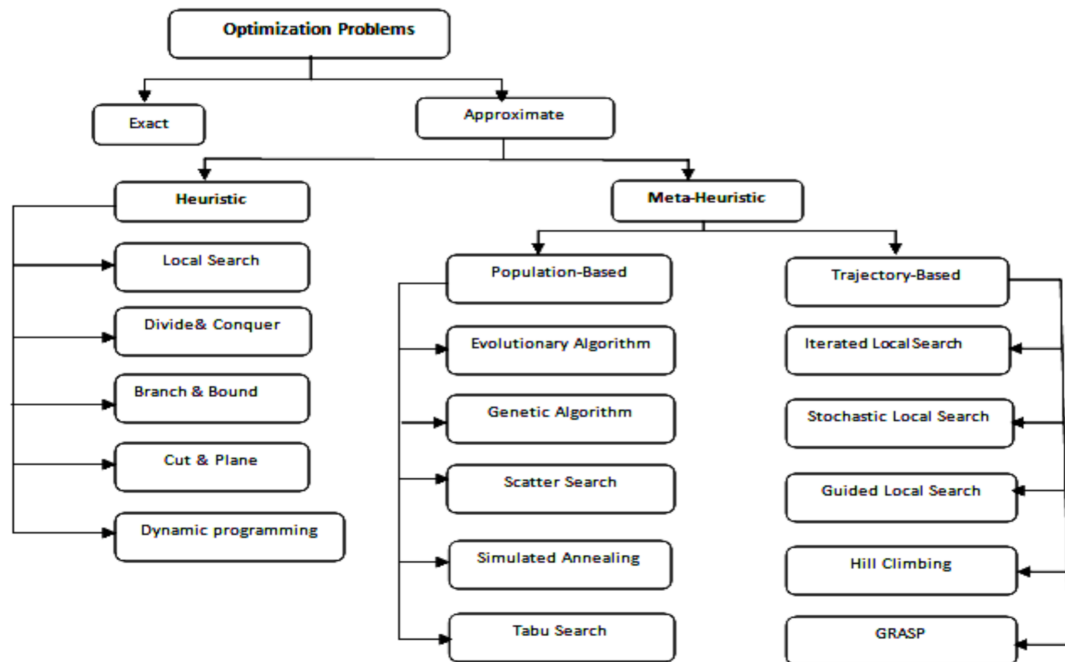 Optimization Problems
Exact
Approximate
Heuristic
Meta-Heuristic
Local Search
Divide& Conquer
Branch & Bound
Cut & Plane
Dynamic programming
Population-Based
Evolutionary Algorithm
Genetic Algorithm
Scatter Search
Simulated Annealing
Tabu Search
Trajectory-Based
Iterated Local Search
Stochastic Local Search
Guided Local Search
Hill Climbing
GRASP